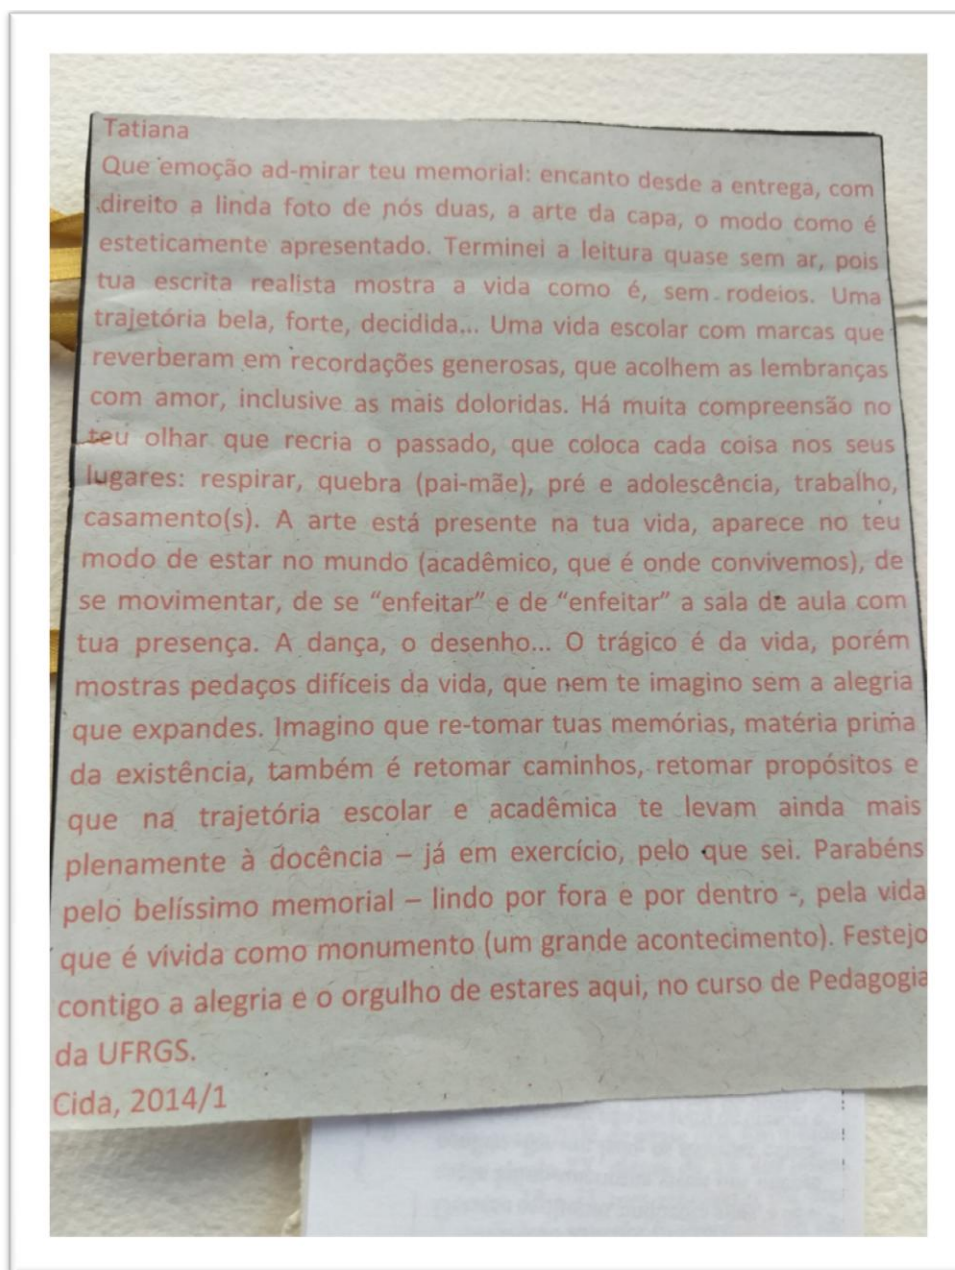 Tatiana
Que emoção ad-mirar teu memorial: encanto desde a entrega, com
direito a linda foto de nós duas, a arte da capa, o modo como é
esteticamente apresentado. Terminei a leitura quase sem ar, pois
tua escrita realista mostra a vida como é, sem rodeios. Uma
trajetória bela, forte, decidida... Uma vida escolar com marcas que
reverberam em recordações generosas, que acolhem as lembranças
com amor, inclusive as mais doloridas. Há muita compreensão no
teu olhar que recria o passado, que coloca cada coisa nos seus
lugares: respirar, quebra (pai-mãe), pré e adolescência, trabalho,
casamento(s). A arte está presente na tua vida, aparece no teu
modo de estar no mundo (acadêmico, que é onde convivemos), de
se movimentar, de se “enfeitar” e de “enfeitar” a sala de aula com
tua presença. A dança, o desenho... O trágico é da vida, porém
mostras pedaços difíceis da vida, que nem te imagino sem a alegria
que expandes. Imagino que re-tomar tuas memórias, matéria prima
da existência, também é retomar caminhos, retomar propósitos e
que na trajetória escolar e acadêmica te levam ainda mais
plenamente à docência – já em exercício, pelo que sei. Parabéns
pelo belíssimo memorial – lindo por fora e por dentro -, pela vida
que é vivida como monumento (um grande acontecimento). Festejo
contigo a alegria e o orgulho de estares aqui, no curso de Pedagogia
da UFRGS.
Cida, 2014/1